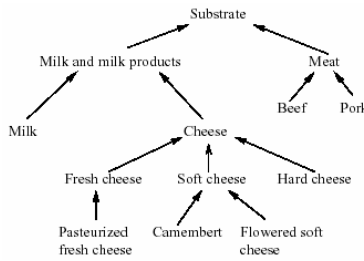 Substrate
Milk and milk products
Meat
Beef
Pork
Milk
Cheese
Fresh cheese
Soft cheese
Hard cheese
Pasteurized
fresh cheese
Camembert
Flowered soft
cheese